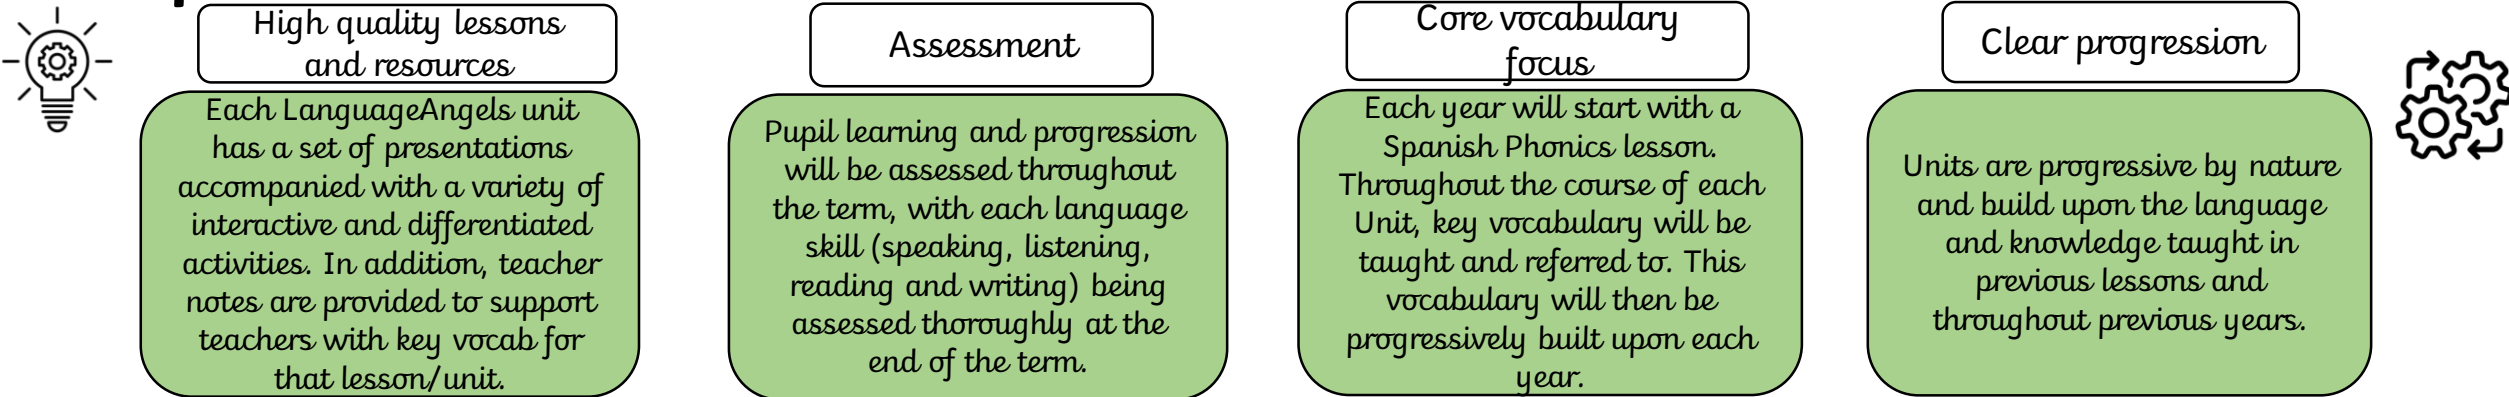 High quality lessons
and resources
Each LanguageAngels unit
has a set of presentations
accompanied with a variety of
interactive and differentiated
activities. In addition, teacher
notes are provided to support
teachers with key vocab for
that lesson/unit.
Assessment
Pupil learning and progression
will be assessed throughout
the term, with each language
skill (speaking, listening,
reading and writing) being
assessed thoroughly at the
end of the term.
Core vocabulary
focus
Each year will start with a
Spanish Phonics lesson.
Throughout the course of each
Unit, key vocabulary will be
taught and referred to. This
vocabulary will then be
progressively built upon each
year.
Clear progression
Units are progressive by nature
and build upon the language
and knowledge taught in
previous lessons and
throughout previous years.